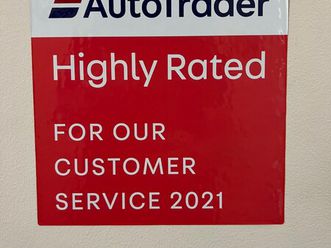 AutoTrader
Highly Rated
FOR OUR
CUSTOMER
SERVICE 2021